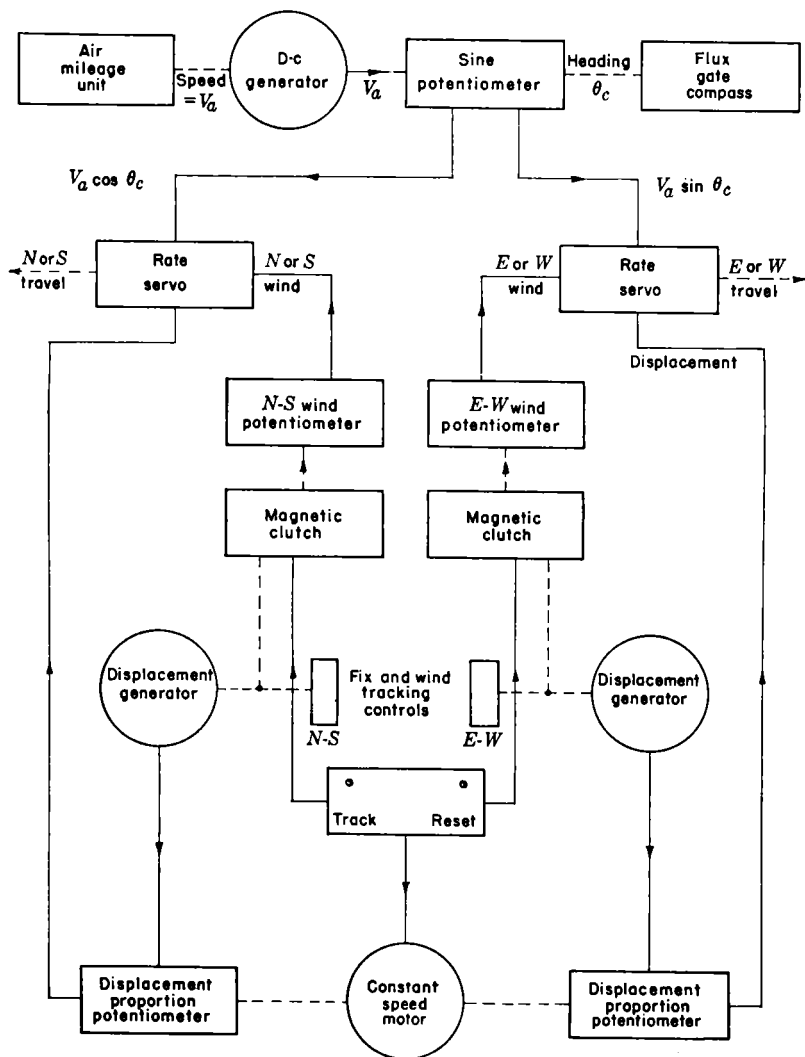 Air
mileage
unit
Speed
= Va
D-c
generator
Va
Sine
potentiometer
Heading
θc
Flux
gate
compass
Va cos θc
Va sin θc
N or S
travel
Rate
servo
N or S
wind
E or W
wind
Rate
servo
E or W
travel
Displacement
N-S wind
potentiometer
E-W wind
potentiometer
Magnetic
clutch
Magnetic
clutch
Displacement
generator
Fix and wind
tracking
controls
N-S
E-W
Displacement
generator
Track
Reset
Displacement
proportion
potentiometer
Constant
speed
motor
Displacement
proportion
potentiometer